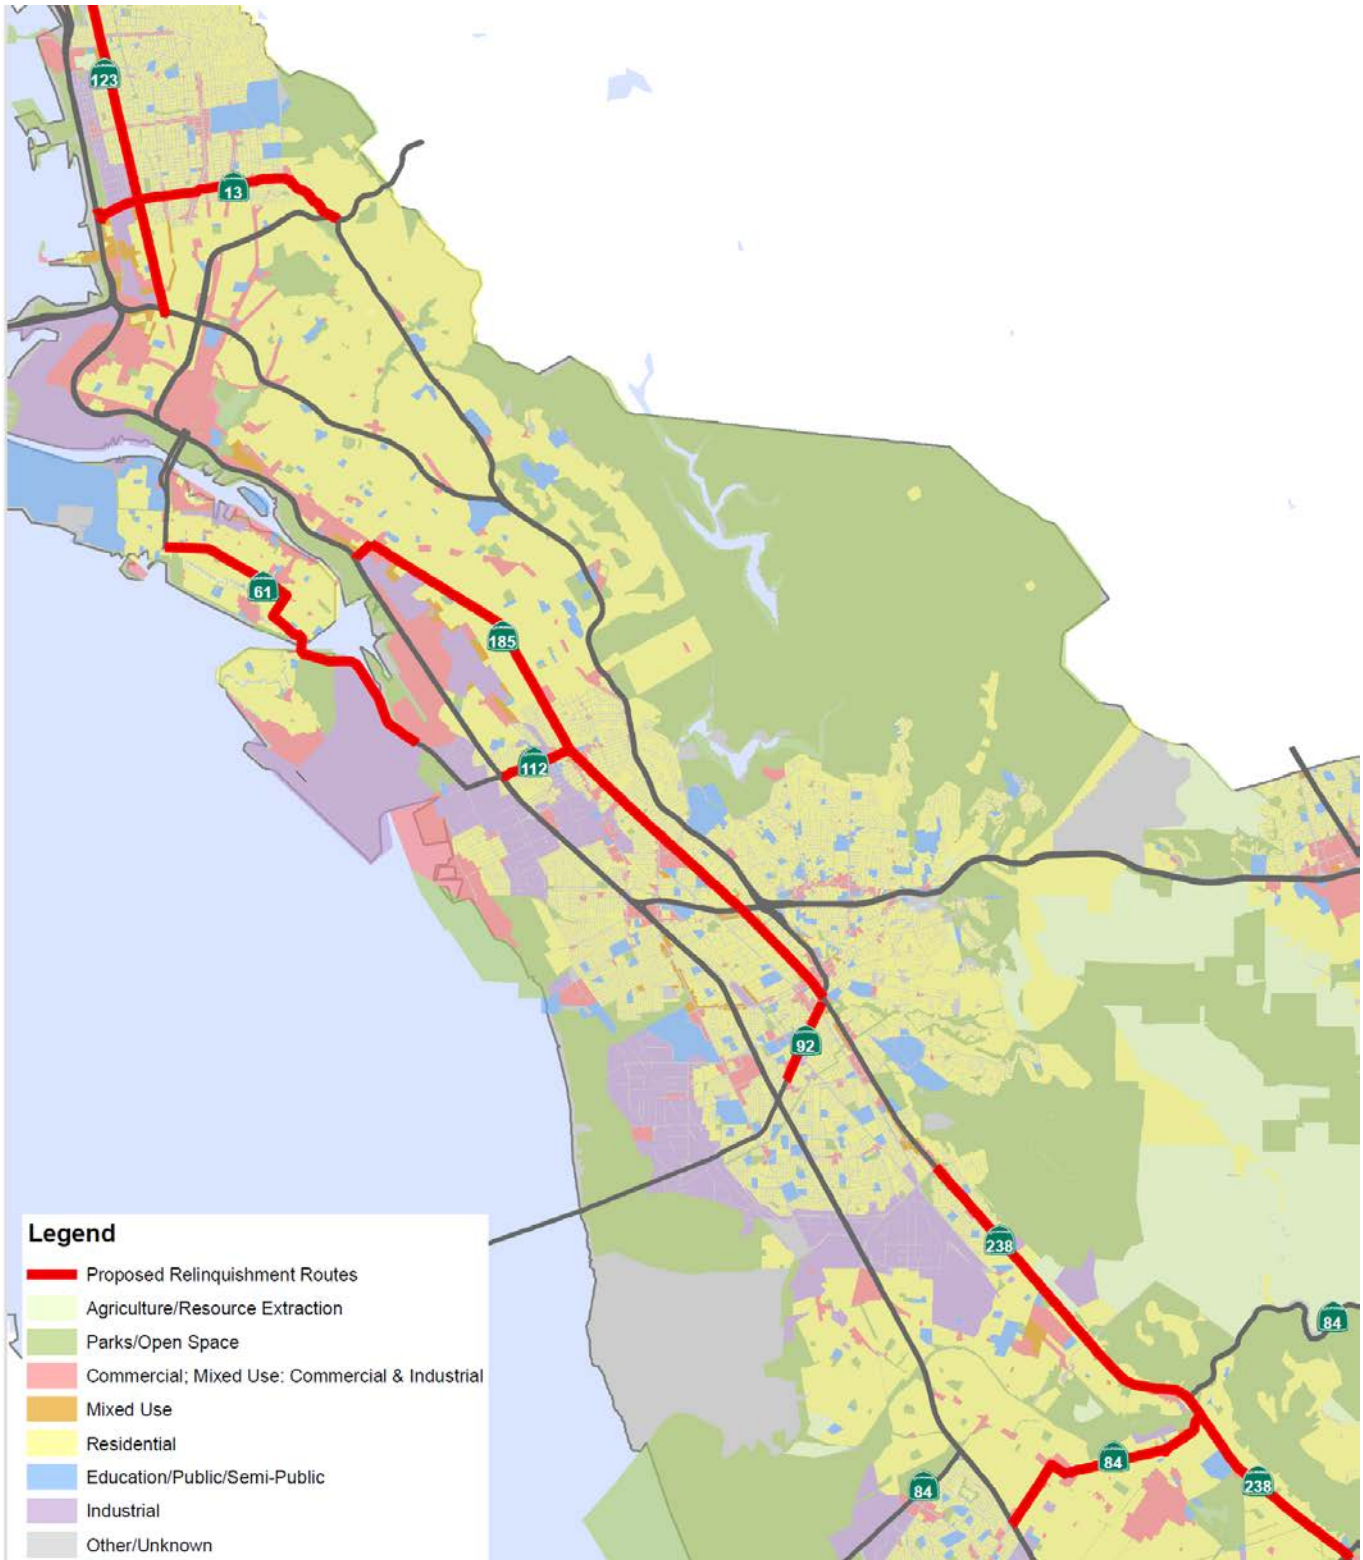 123
13
61
185
112
92
238
84
84
84
238
Legend
Proposed Relinquishment Routes
Agriculture/Resource Extraction
Parks/Open Space
Commercial; Mixed Use: Commercial & Industrial
Mixed Use
Residential
Education/Public/Semi-Public
Industrial
Other/Unknown